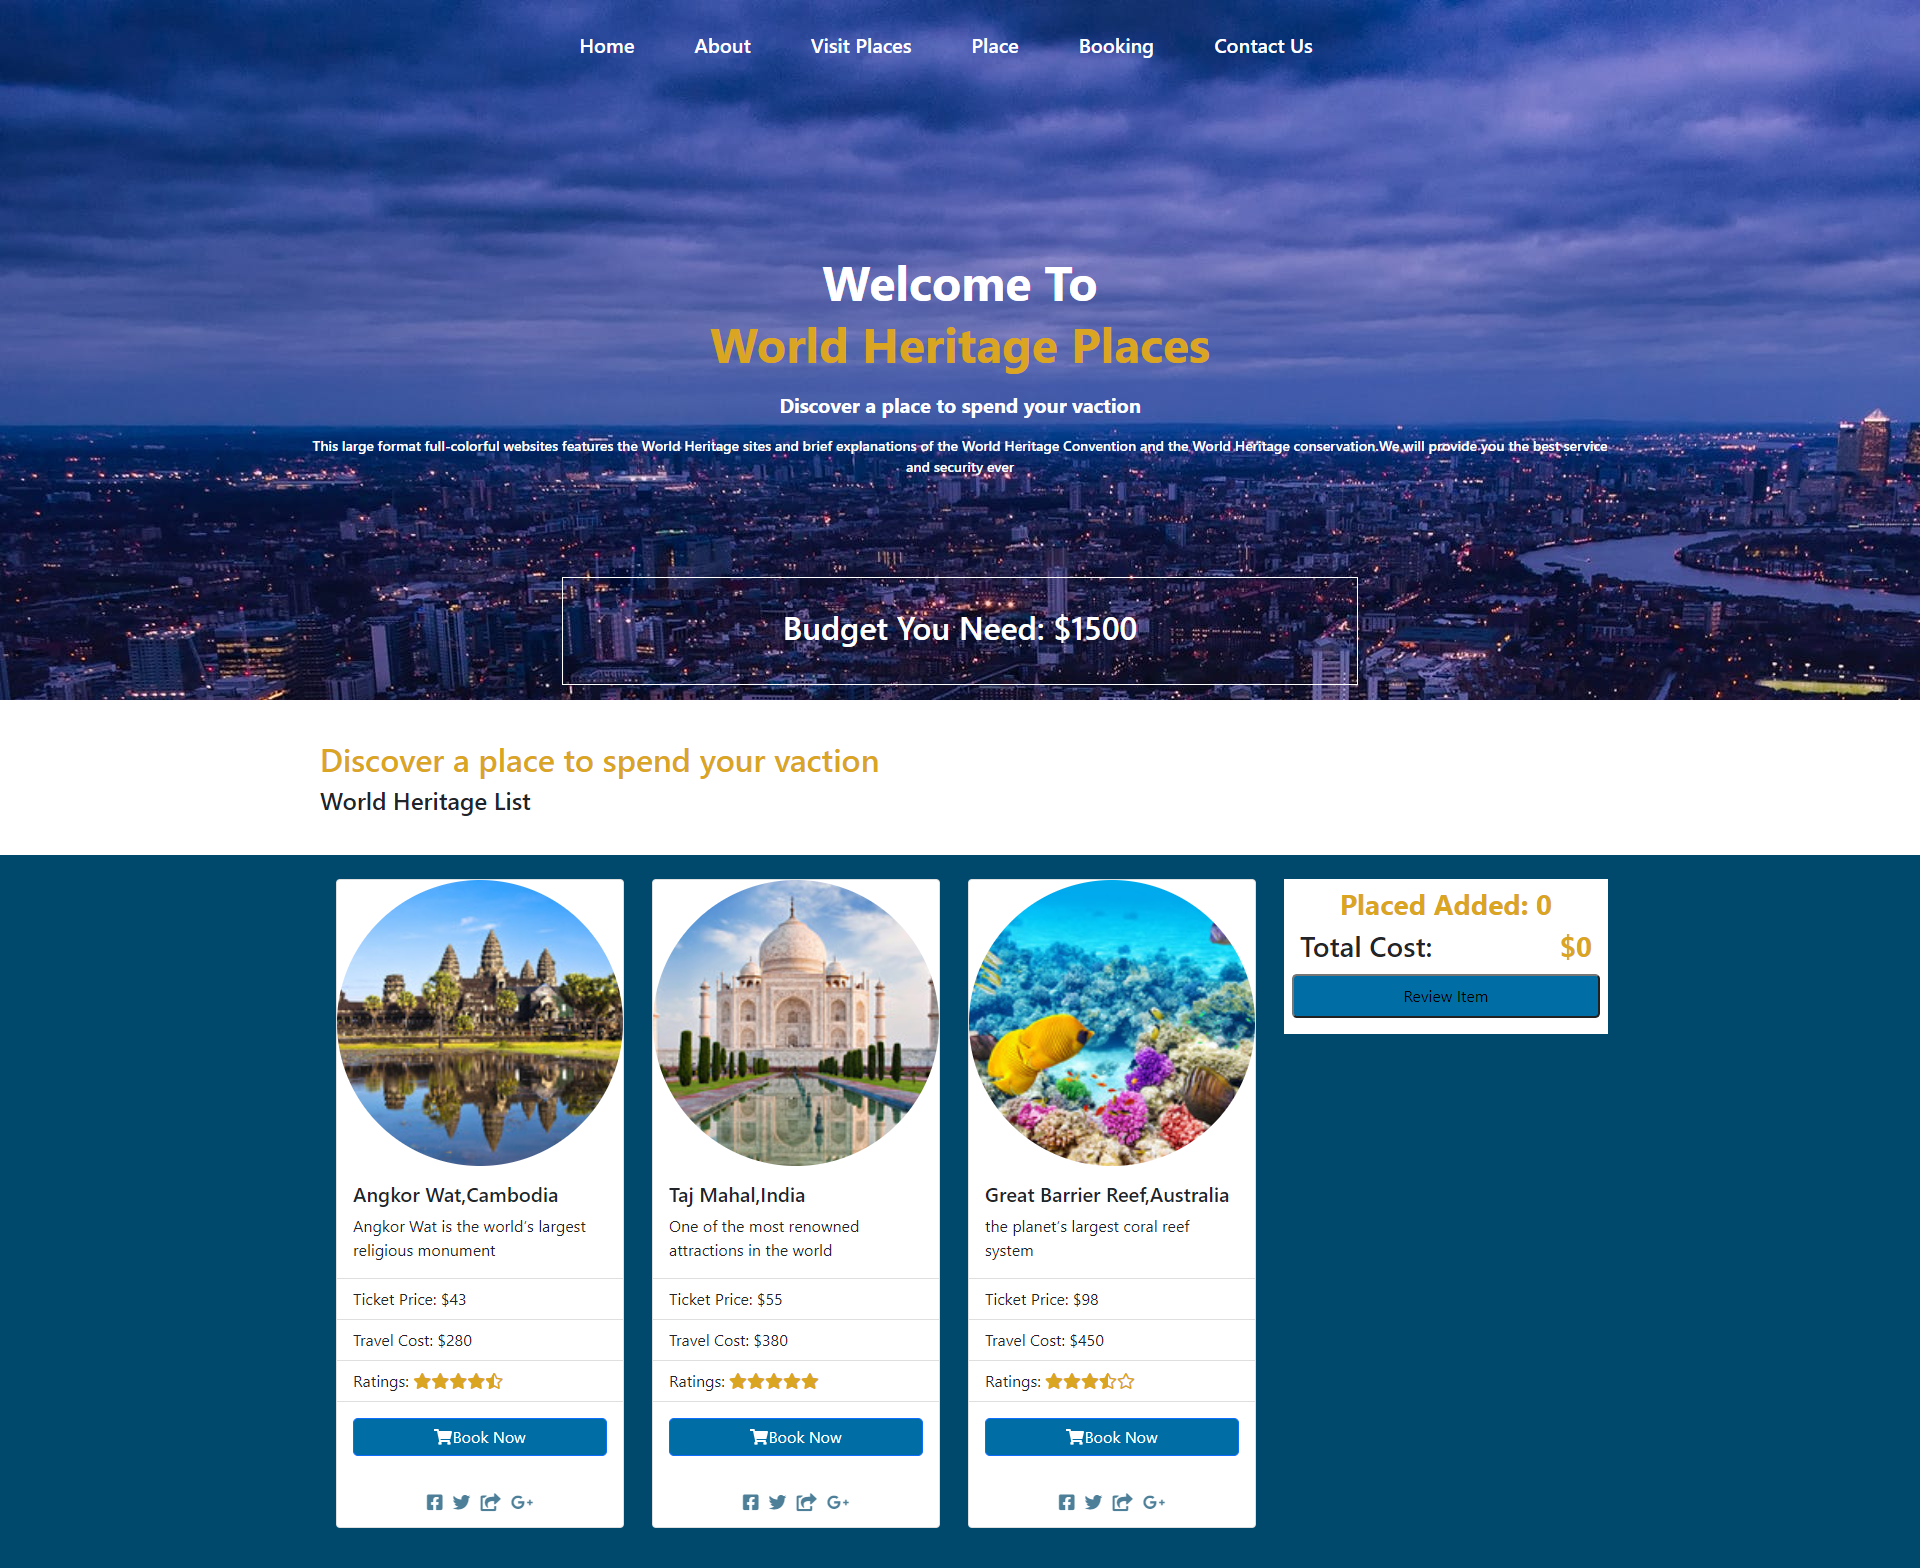 Home About Visit Places Place Booking Contact Us
Welcome To
World Heritage Places
Discover a place to spend your vaction
This large format full-colorful websites features the World Heritage sites and brief explanations of the World Heritage Convention and the World Heritage conservation.We will provide you the best service
and security ever
Budget You Need: $1500
Discover a place to spend your vaction
World Heritage List
Angkor Wat,Cambodia
Angkor Wat is the world's largest
religious monument
Ticket Price: $43
Travel Cost: $280
Ratings:
Book Now
Taj Mahal,India
One of the most renowned
attractions in the world
Ticket Price: $55
Travel Cost: $380
Ratings:
Book Now
Great Barrier Reef,Australia
the planet's largest coral reef
system
Ticket Price: $98
Travel Cost: $450
Ratings:
Book Now
Placed Added: 0
Total Cost: $0
Review Item